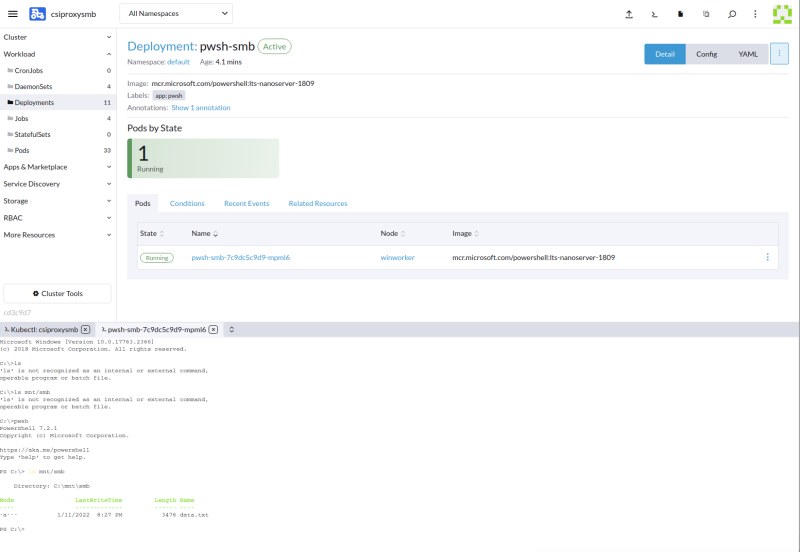 csiproxysmb
All Namespaces
Cluster
Workload
CronJobs 0
DaemonSets 4
Deployments 11
Jobs 4
StatefulSets 0
Pods 33
Apps & Marketplace
Service Discovery
Storage
RBAC
More Resources
Cluster Tools
cd3c9d7
Deployment: pwsh-smb Active
Namespace: default Age: 4.1 mins
Detail Config YAML
Image: mcr.microsoft.com/powershell:lts-nanoserver-1809
Labels: app: pwsh
Annotations: Show 1 annotation
Pods by State
1
Running
Pods Conditions Recent Events Related Resources
State Name Node Image
Running pwsh-smb-7c9dc5c9d9-mpml6 winworker mcr.microsoft.com/powershell:lts-nanoserver-1809
Kubectl: csiproxysmb pwsh-smb-7c9dc5c9d9-mpml6
Microsoft Windows [Version 10.0.17763.2366]
(c) 2018 Microsoft Corporation. All rights reserved.
C:\>ls
'ls' is not recognized as an internal or external command,
operable program or batch file.
C:\>ls mnt/smb
'ls' is not recognized as an internal or external command,
operable program or batch file.
C:\>pwsh
PowerShell 7.2.1
Copyright (c) Microsoft Corporation.
https://aka.ms/powershell
Type 'help' to get help.
PS C:\> ls mnt/smb
Directory: C:\mnt\smb
Mode LastWriteTime Length Name
---- ------------- ------ ----
-a--- 1/11/2022 8:27 PM 3476 data.txt
PS C:\>